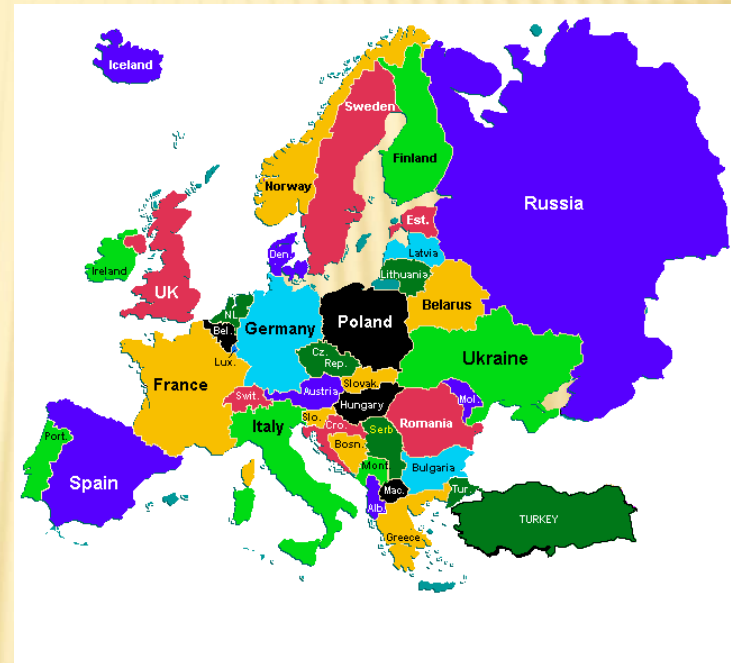 Iceland
Sweden
Finland
Norway
Russia
Est.
Latvia
Den.
Lithuania
Ireland
UK
Belarus
NL
Bel.
Germany
Poland
Ukraine
Lux.
Cz.
Rep.
France
Slovak.
Austria
Swit.
Hungary
Mol.
Italy
Slo.
Cro.
Romania
Serb
Port.
Bosn.
Spain
Mont.
Bulgaria
Mac.
Tur.
Alb.
TURKEY
Greece